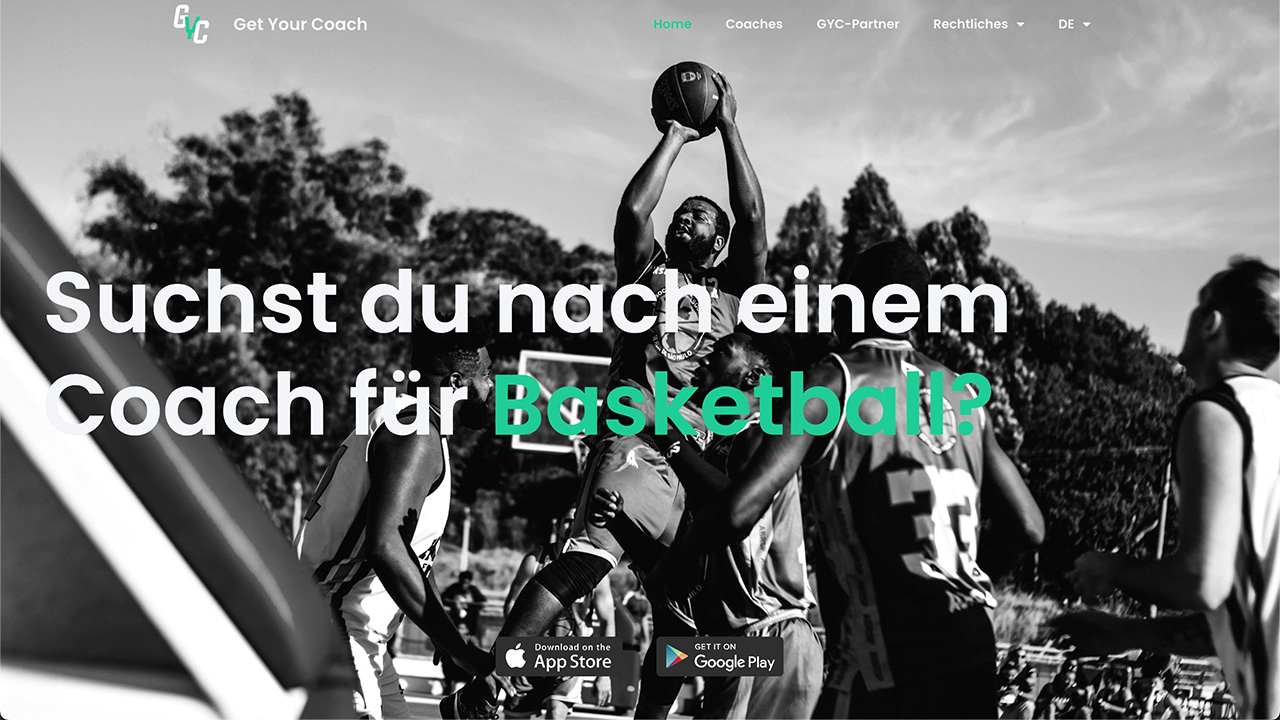 GYC Get Your Coach Home Coaches GYC-Partner Rechtliches DE
Suchst du nach einem
Coach für Basketball?
33
Download on the
App Store
GET IT ON
Google Play